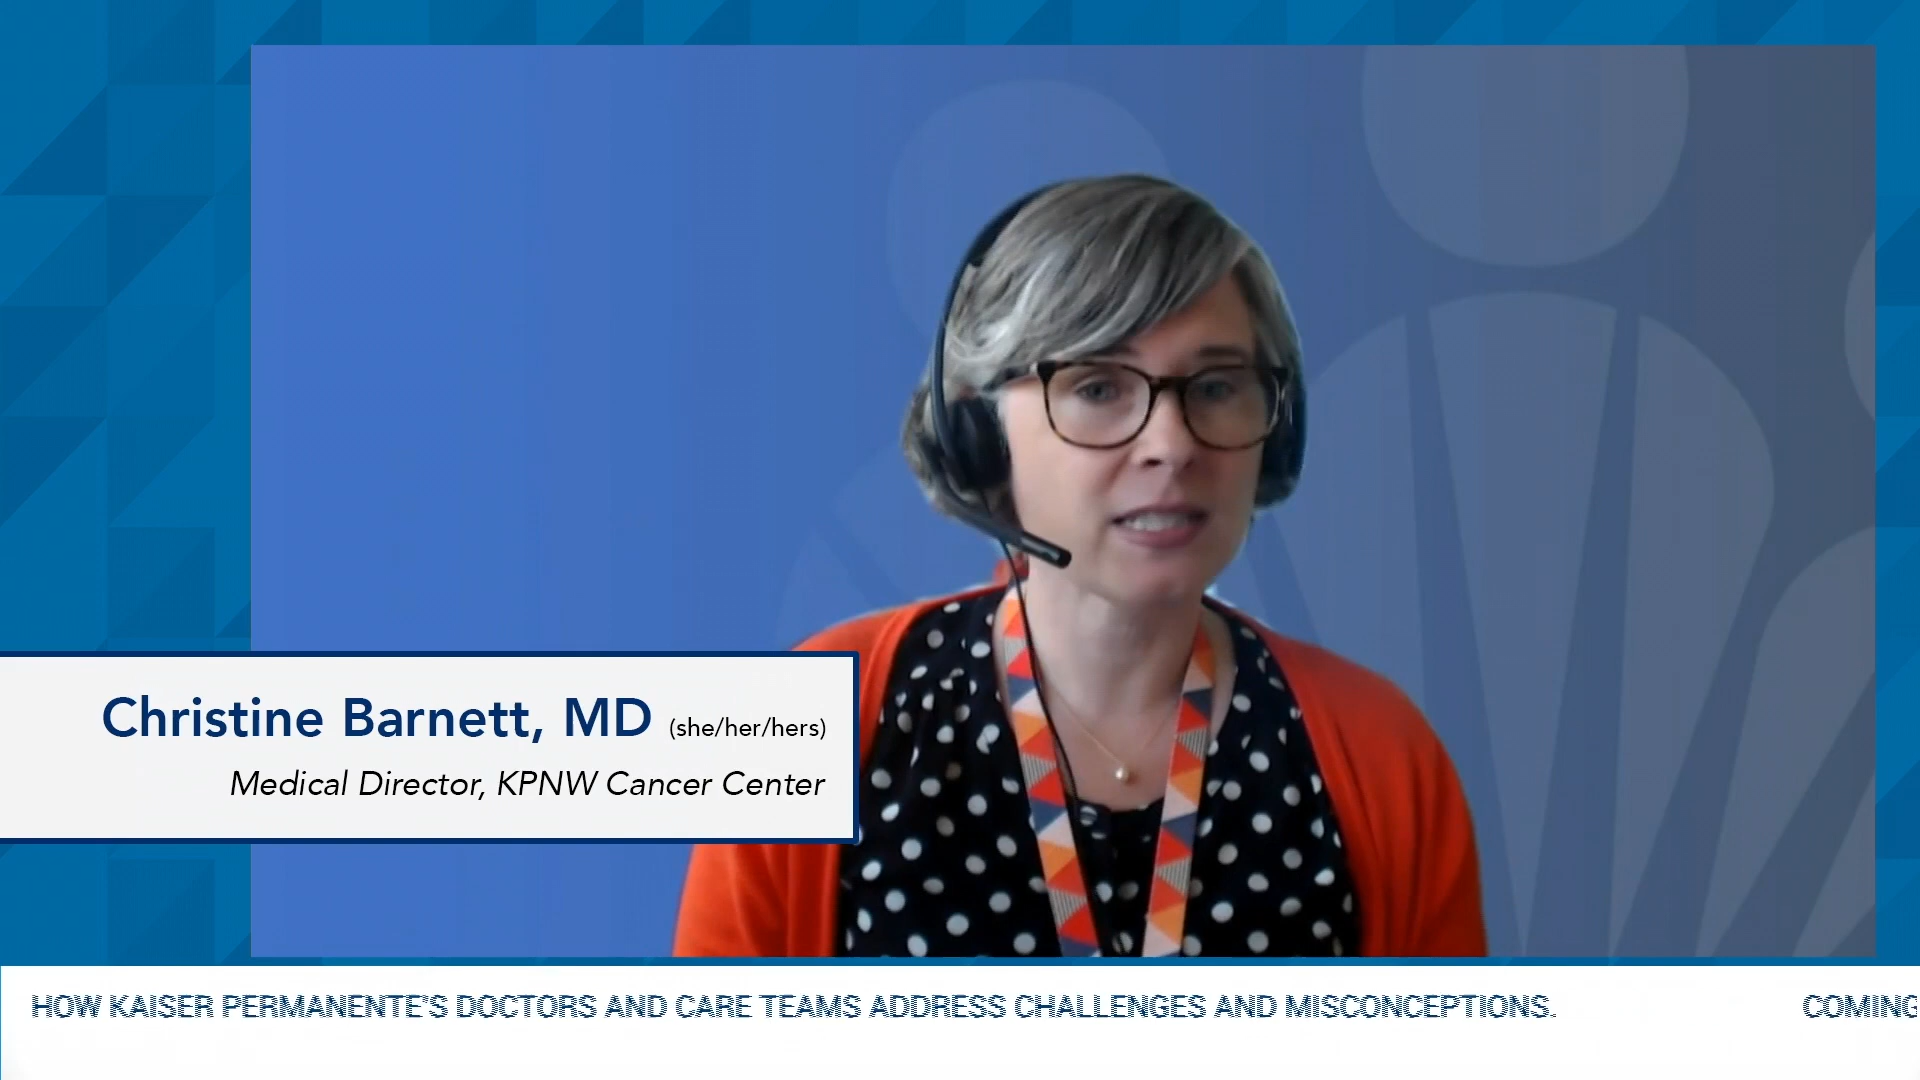 Christine Barnett, MD (she/her/hers)
Medical Director, KPNW Cancer Center
HOW KAISER PERMANENTE'S DOCTORS AND CARE TEAMS ADDRESS CHALLENGES AND MISCONCEPTIONS. COMING